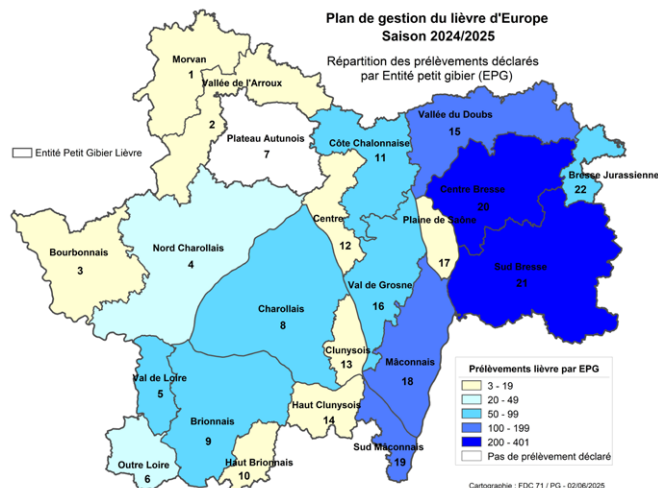 Plan de gestion du lièvre d'Europe
Saison 2024/2025
Répartition des prélèvements déclarés
par Entité petit gibier (EPG)
Morvan
1
Vallée de l'Arroux
2
Plateau Autunois
7
Côte Chalonnaise
11
Vallée du Doubs
15
Entité Petit Gibier Lièvre
Bresse Jurassienne
22
Centre Bresse
20
Bourbonnais
3
Nord Charollais
4
Centre
12
Plaine de Saône
17
Sud Bresse
21
Charollais
8
Val de Grosne
16
Clunysois
13
Mâconnais
18
Val de Loire
5
Brionnais
9
Haut Clunysois
14
Outre Loire
6
Haut Brionnais
10
Sud Mâconnais
19
Prélèvements lièvre par EPG
3 - 19
20 - 49
50 - 99
100 - 199
200 - 401
Pas de prélèvement déclaré
Cartographie : FDC 71 / PG - 02/06/2025